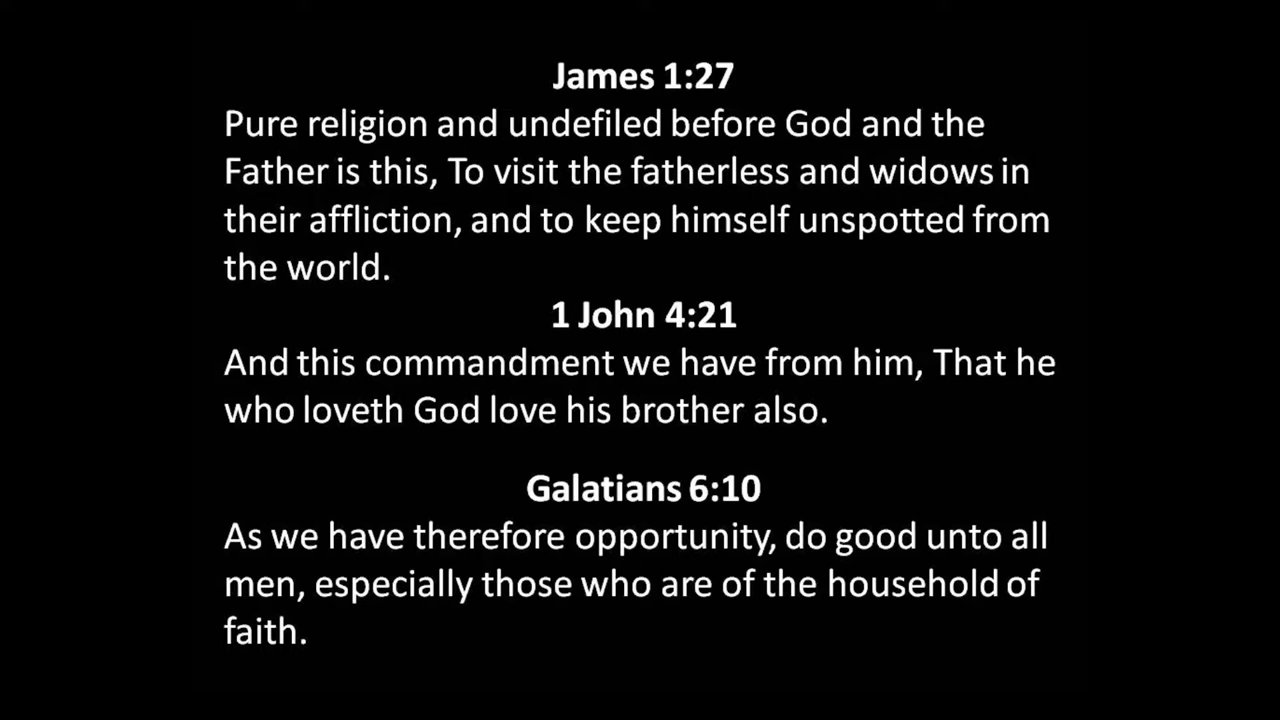 James 1:27
Pure religion and undefiled before God and the
Father is this, To visit the fatherless and widows in
their affliction, and to keep himself unspotted from
the world.
1 John 4:21
And this commandment we have from him, That he
who loveth God love his brother also.
Galatians 6:10
As we have therefore opportunity, do good unto all
men, especially those who are of the household of
faith.